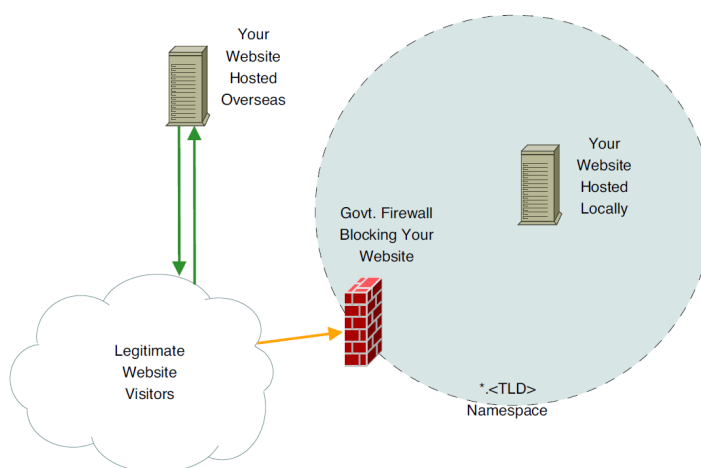 Your
Website
Hosted
Overseas
Your
Website
Hosted
Locally
Govt. Firewall
Blocking Your
Website
Legitimate
Website
Visitors
*.<TLD>
Namespace